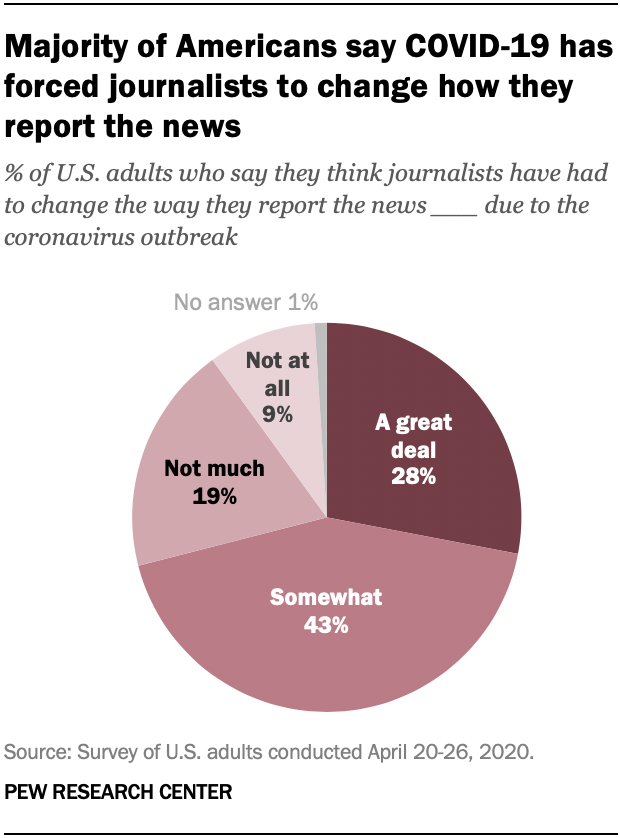 Majority of Americans say COVID-19 has
forced journalists to change how they
report the news
% of U.S. adults who say they think journalists have had
to change the way they report the news ___ due to the
coronavirus outbreak
No answer 1%
Not at
all
9%
A great
deal
28%
Not much
19%
Somewhat
43%
Source: Survey of U.S. adults conducted April 20-26, 2020.
PEW RESEARCH CENTER